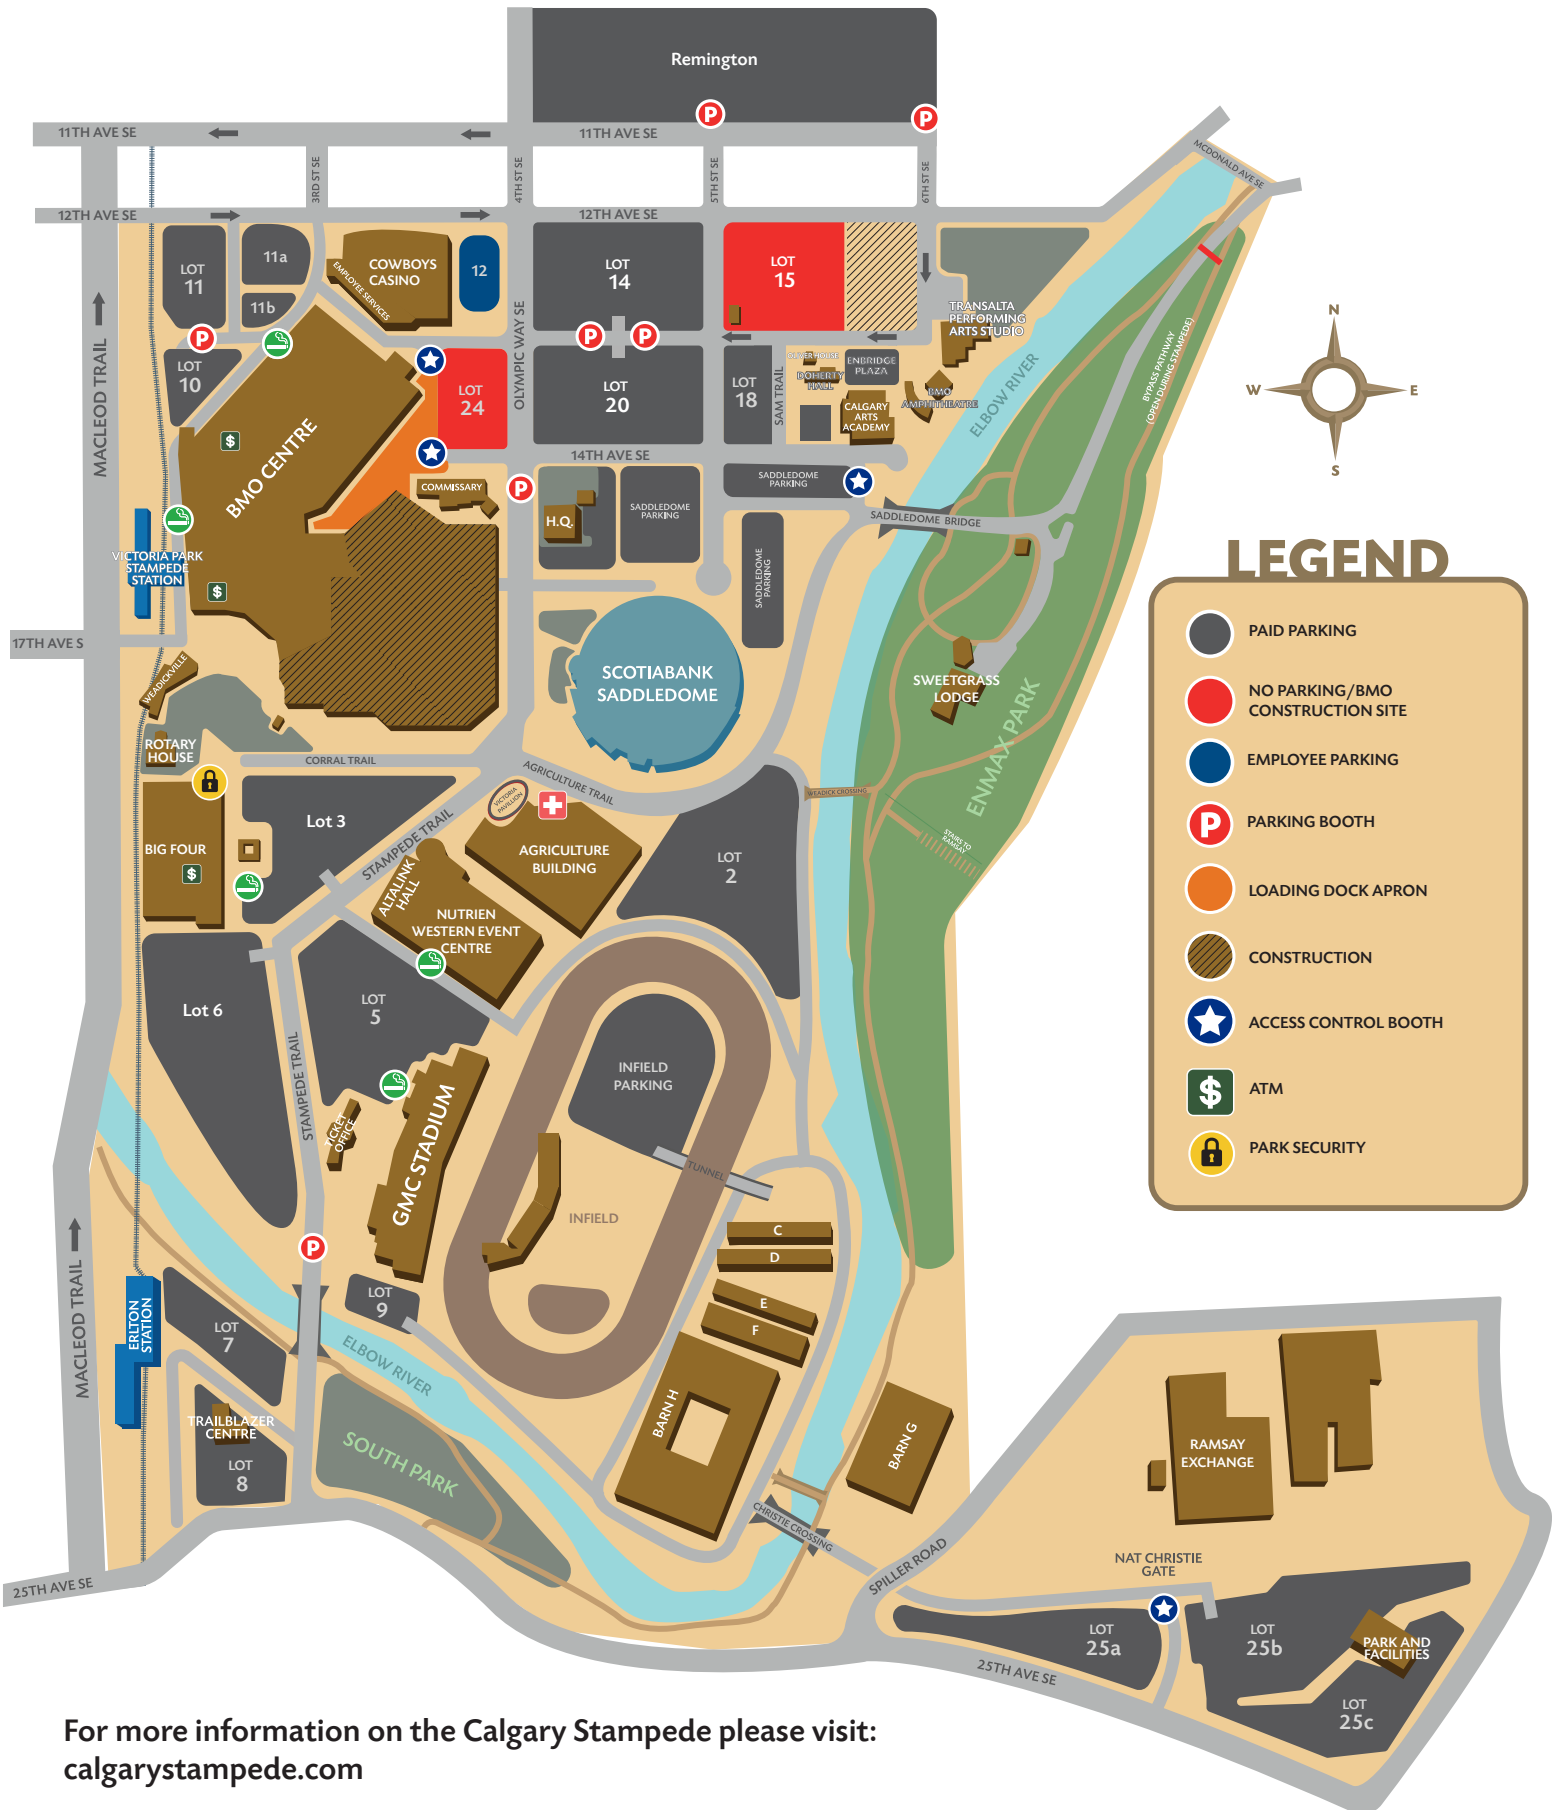 Remington
P
P
11TH AVE SE
11TH AVE SE
MCDONALD AVE SE
3RD ST SE
4TH ST SE
5TH ST SE
6TH ST SE
12TH AVE SE
12TH AVE SE
LOT
11
11a
11b
EMPLOYEE SERVICES
COWBOYS
CASINO
12
LOT
14
LOT
15
TRANSALTA
PERFORMING
ARTS STUDIO
P
P
P
LOT
10
MACLEOD TRAIL
LOT
24
OLYMPIC WAY SE
LOT
20
LOT
18
SAM TRAIL
OLIVER HOUSE
DOHERTY
HALL
ENBRIDGE
PLAZA
CALGARY
ARTS
ACADEMY
BMO
AMPHITHEATRE
ELBOW RIVER
BYPASS PATHWAY
(OPEN DURING STAMPEDE)
N
W
E
S
$
BMO CENTRE
14TH AVE SE
COMMISSARY
P
H.Q.
SADDLEDOME
PARKING
SADDLEDOME
PARKING
SADDLEDOME
PARKING
SADDLEDOME BRIDGE
VICTORIA PARK
STAMPEDE
STATION
$
17TH AVE S
WEADICKVILLE
SCOTIABANK
SADDLEDOME
SWEETGRASS
LODGE
ENMAX PARK
ROTARY
HOUSE
CORRAL TRAIL
AGRICULTURE TRAIL
WEADICK CROSSING
STAIRS TO
RAMSAY
VICTORIA
PAVILLION
Lot 3
STAMPEDE TRAIL
BIG FOUR
$
ALTALINK
HALL
AGRICULTURE
BUILDING
LOT
2
NUTRIEN
WESTERN EVENT
CENTRE
Lot 6
LOT
5
STAMPEDE TRAIL
INFIELD
PARKING
TICKET
OFFICE
GMC STADIUM
TUNNEL
INFIELD
C
D
E
F
P
MACLEOD TRAIL
ERLTON
STATION
LOT
7
LOT
9
ELBOW RIVER
TRAILBLAZER
CENTRE
LOT
8
SOUTH PARK
BARN H
BARN G
CHRISTIE CROSSING
25TH AVE SE
SPILLER ROAD
RAMSAY
EXCHANGE
NAT CHRISTIE
GATE
LOT
25a
LOT
25b
PARK AND
FACILITIES
LOT
25c
25TH AVE SE
LEGEND
PAID PARKING
NO PARKING/BMO
CONSTRUCTION SITE
EMPLOYEE PARKING
P
PARKING BOOTH
LOADING DOCK APRON
CONSTRUCTION
ACCESS CONTROL BOOTH
$
ATM
PARK SECURITY
For more information on the Calgary Stampede please visit:
calgarystampede.com